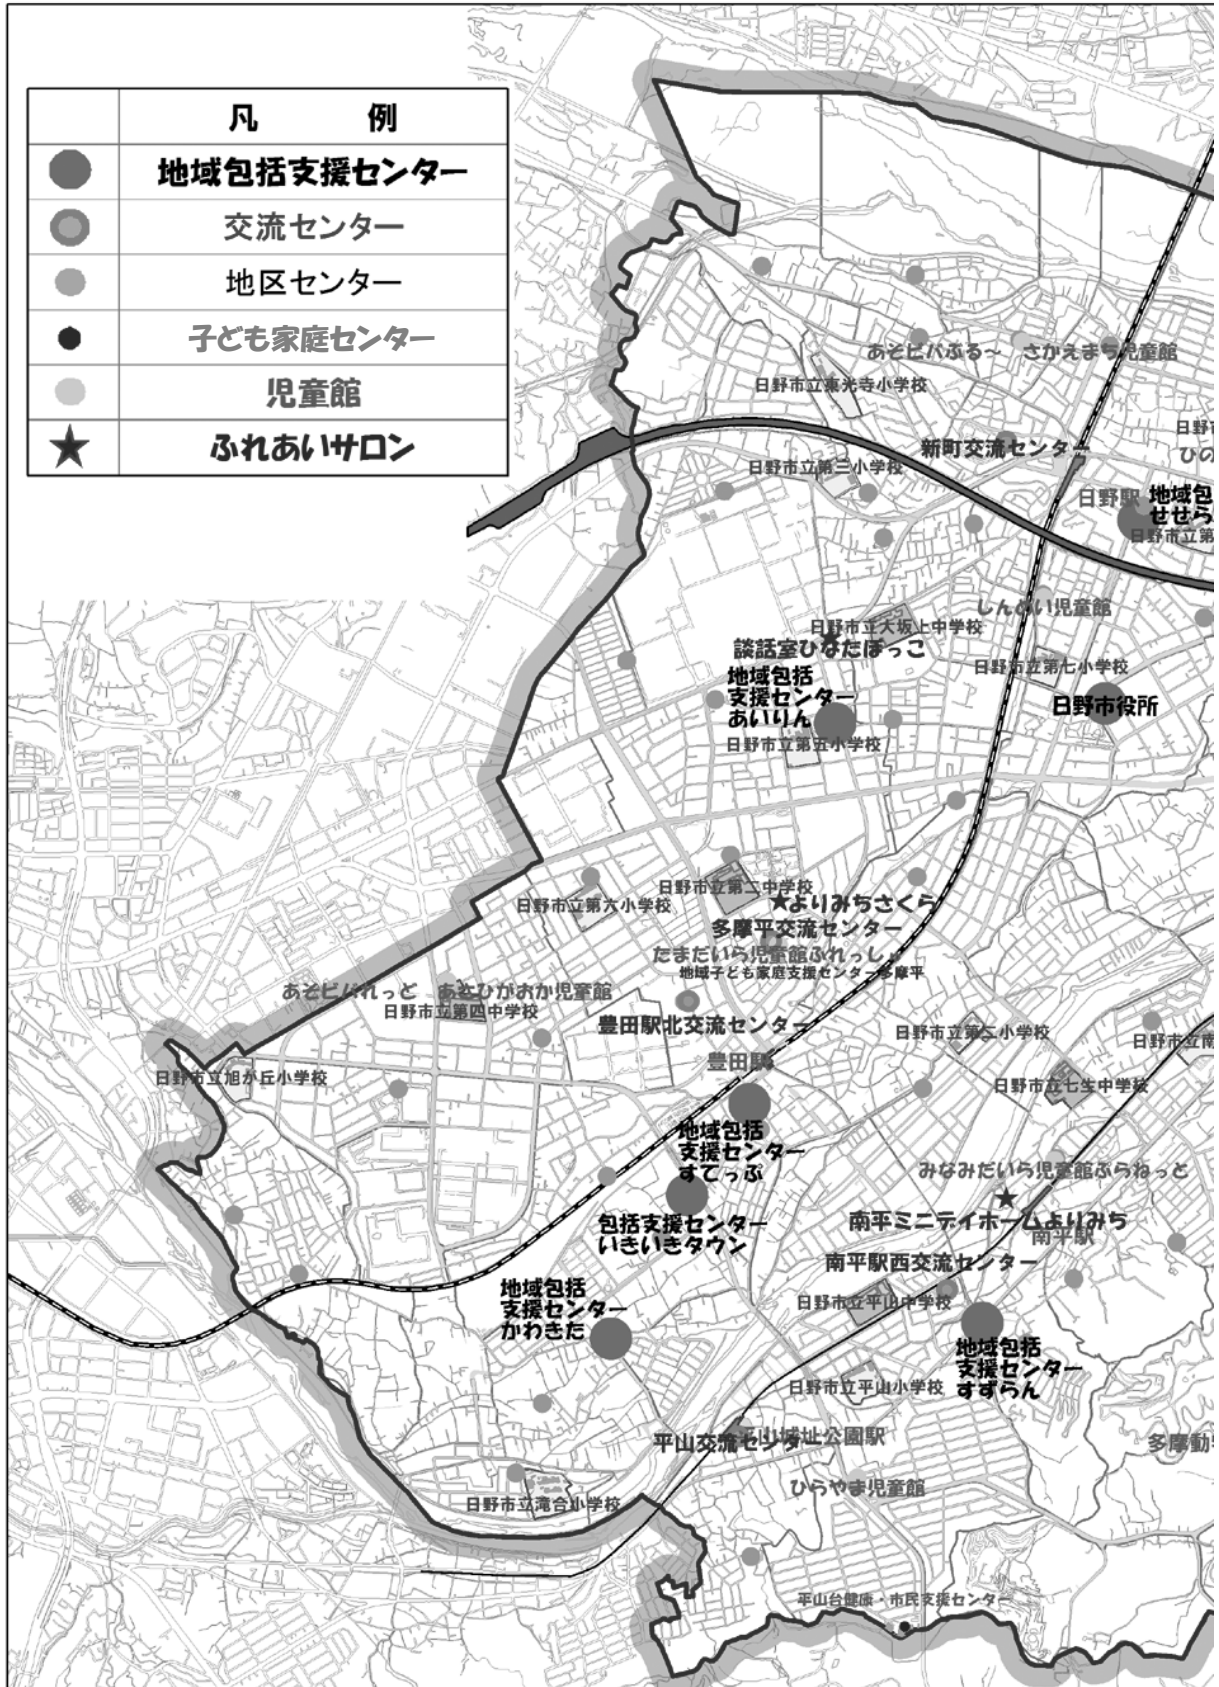 凡 例
地域包括支援センター
交流センター
地区センター
子ども家庭センター
児童館
ふれあいサロン
あそビバぶる～ さかえまち児童館
日野市立東光寺小学校
新町交流センター
日野市立第三小学校
日野駅
地域包
日野市立第
しんめい児童館
日野市立大坂上中学校
談話室ひなたぼっこ
日野市立第七小学校
地域包括
支援センター
あいりん
日野市役所
日野市立第五小学校
日野市立第二中学校
日野市立第六小学校
よりみちさくら
多摩平交流センター
たまだいら児童館ふれっしゅ
地域子ども家庭支援センター多摩平
あそビバれっど あさひがおか児童館
日野市立第四中学校
豊田駅北交流センター
日野市立第二小学校
日野市立南
豊田駅
日野市立旭が丘小学校
日野市立七生中学校
地域包括
支援センター
すてっぷ
みなみだいら児童館ぷらねっと
包括支援センター
いきいきタウン
南平ミニデイホームよりみち
南平駅
南平駅西交流センター
地域包括
支援センター
かわきた
日野市立平山中学校
地域包括
支援センター
すずらん
日野市立平山小学校
平山交流センター
平山城址公園駅
多摩動
ひらやま児童館
日野市立滝合小学校
平山台健康・市民支援センター